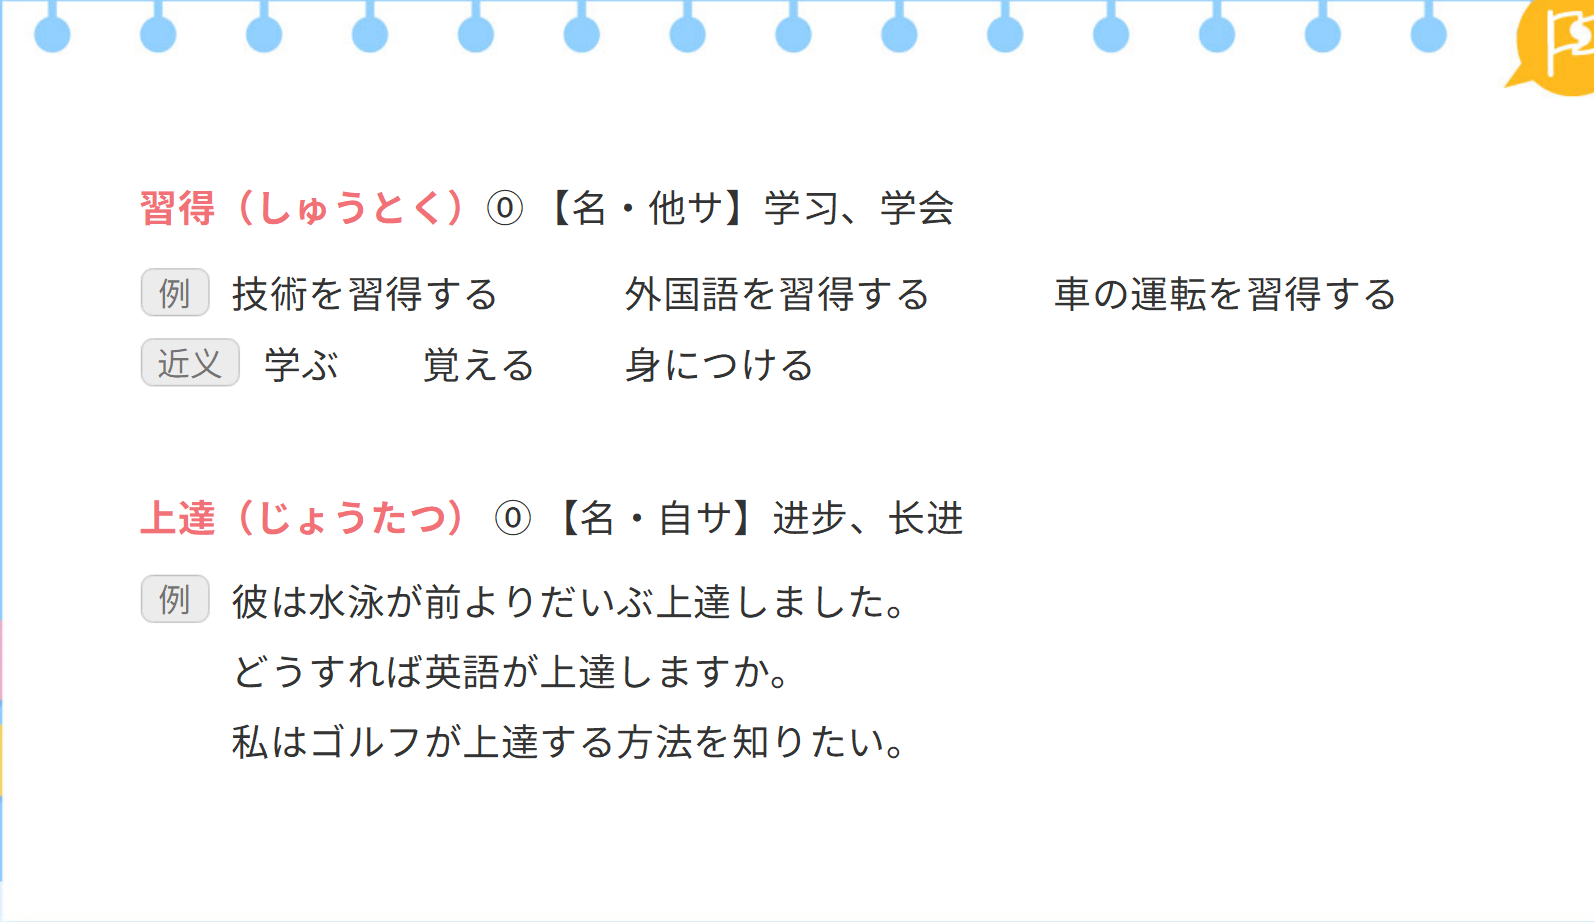 習得（しゅうとく）⓪【名・他サ】学习、学会
例 技術を習得する 外国語を習得する 車の運転を習得する
近义 学ぶ 覚える 身につける
上達（じょうたつ）⓪【名・自サ】进步、长进
例 彼は水泳が前よりだいぶ上達しました。
どうすれば英語が上達しますか。
私はゴルフが上達する方法を知りたい。